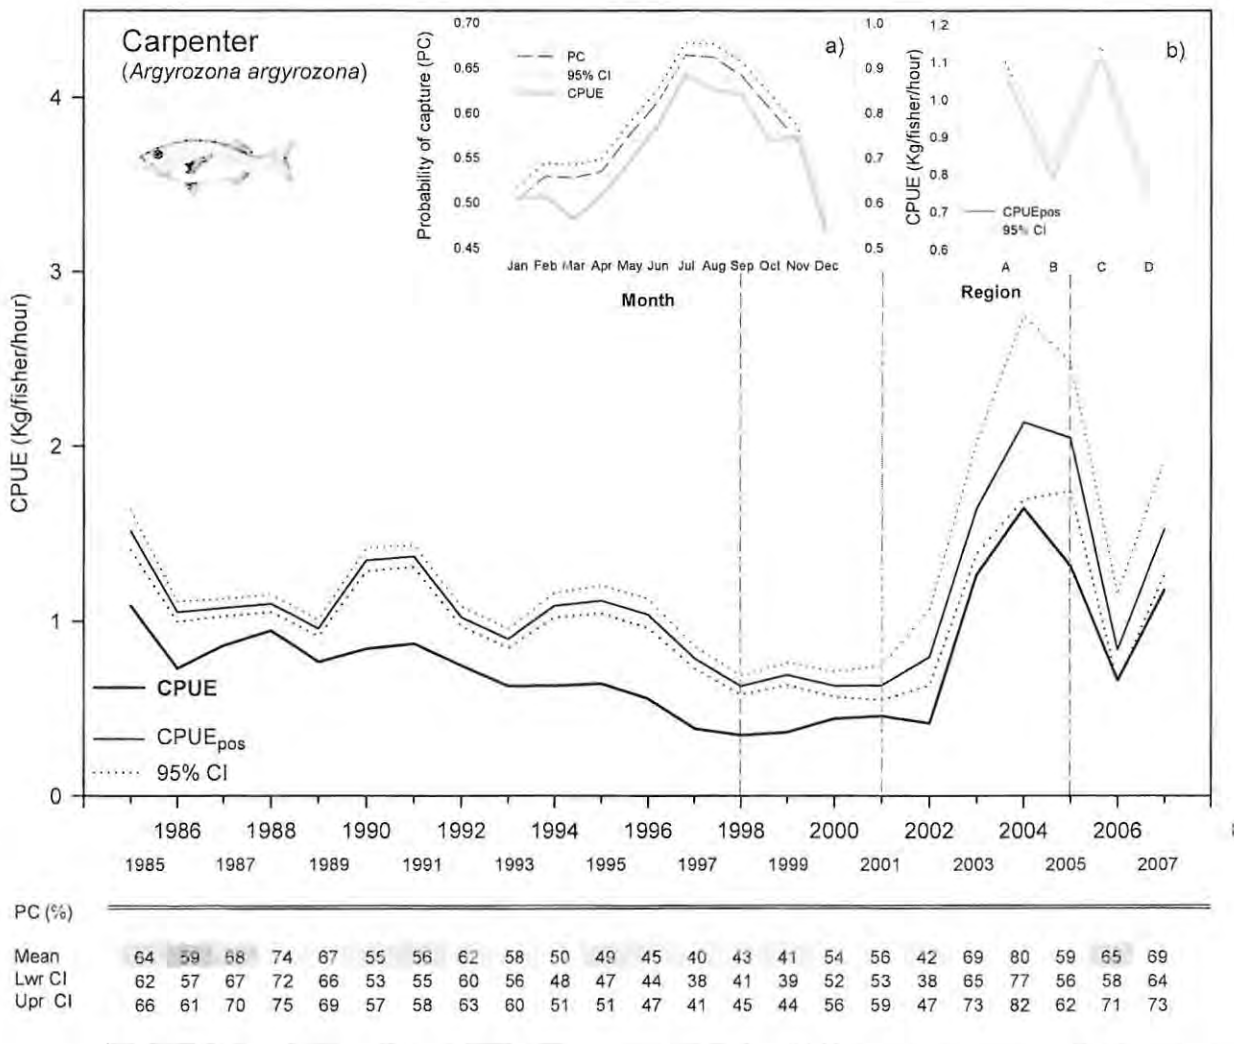 Carpenter
(Argyrozona argyrozona)
CPUE (Kg/fisher/hour)
4
3
2
1
0
CPUE
CPUEpos
95% CI
a)
Probability of capture (PC)
0.70
0.65
0.60
0.55
0.50
0.45
PC
95% CI
CPUE
1.0
0.9
0.8
0.7
0.6
0.5
Jan Feb Mar Apr May Jun Jul Aug Sep Oct Nov Dec
Month
b)
CPUE (Kg/fisher/hour)
1.2
1.1
1.0
0.9
0.8
0.7
0.6
CPUEpos
95% CI
A B C D
Region
1986 1988 1990 1992 1994 1996 1998 2000 2002 2004 2006
1985 1987 1989 1991 1993 1995 1997 1999 2001 2003 2005 2007
PC (%)
Mean 64 59 68 74 67 55 56 62 58 50 49 45 40 43 41 54 56 42 69 80 59 65 69
Lwr CI 62 57 67 72 66 53 55 60 56 48 47 44 38 41 39 52 53 38 65 77 56 58 64
Upr CI 66 61 70 75 69 57 58 63 60 51 51 47 41 45 44 56 59 47 73 82 62 71 73